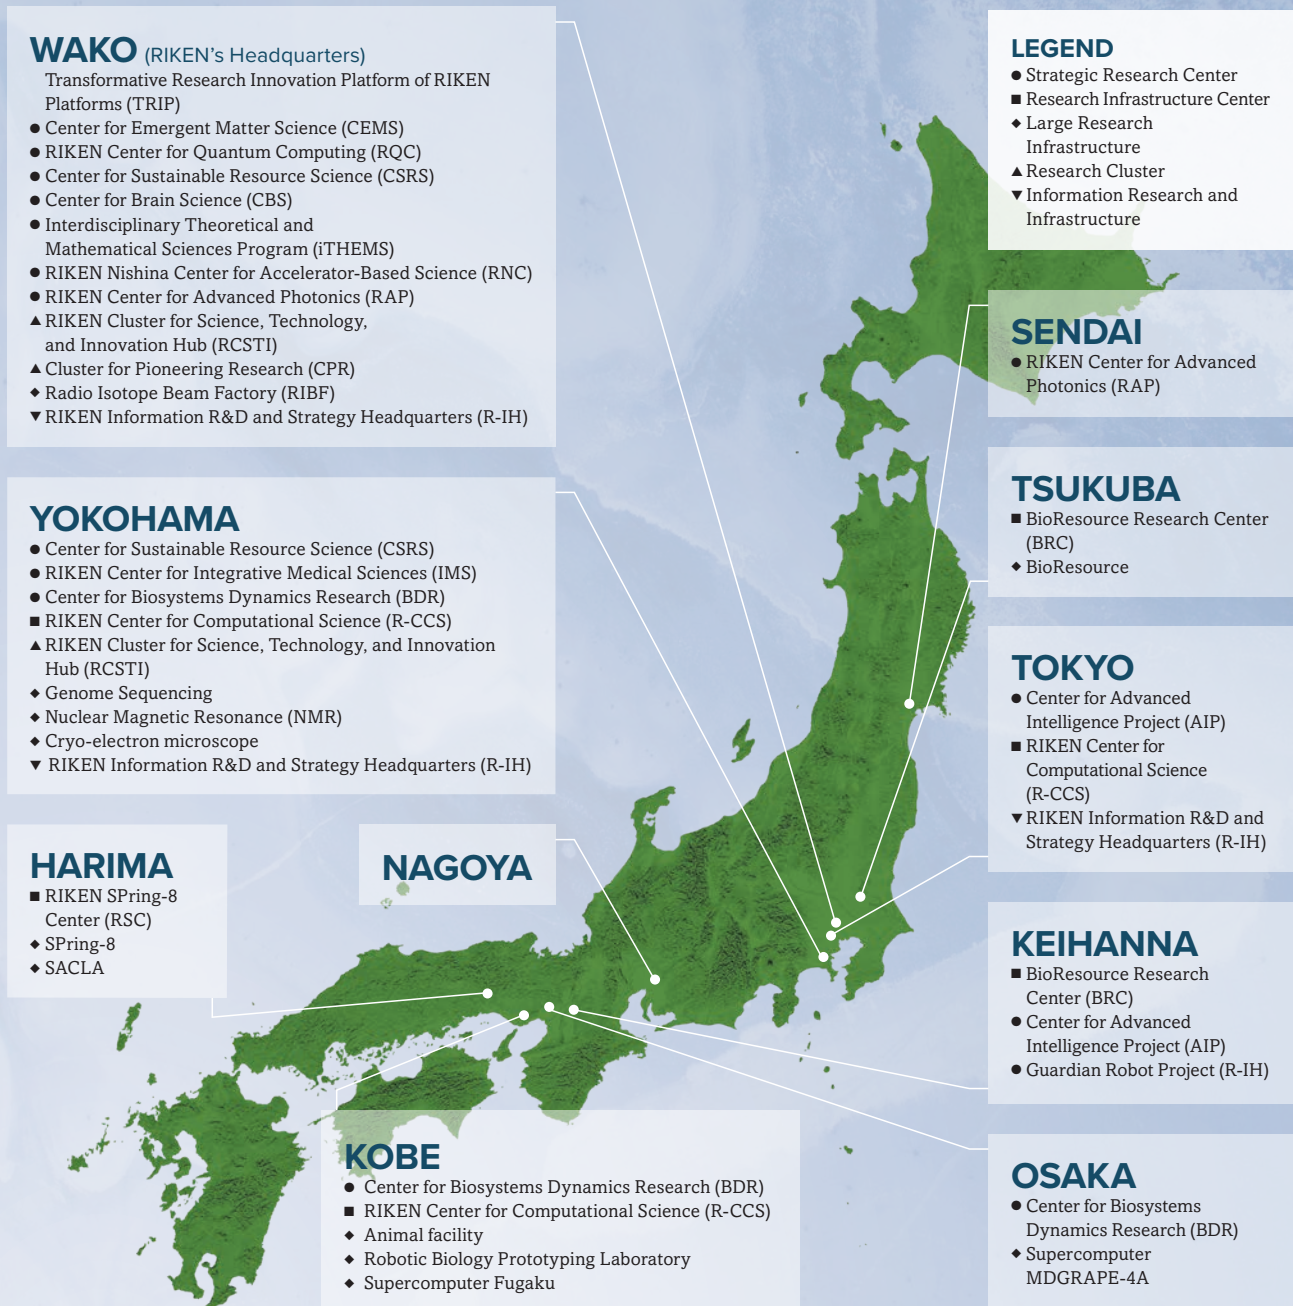 WAKO (RIKEN's Headquarters)
Transformative Research Innovation Platform of RIKEN
Platforms (TRIP)
● Center for Emergent Matter Science (CEMS)
● RIKEN Center for Quantum Computing (RQC)
● Center for Sustainable Resource Science (CSRS)
● Center for Brain Science (CBS)
● Interdisciplinary Theoretical and
Mathematical Sciences Program (iTHEMS)
● RIKEN Nishina Center for Accelerator-Based Science (RNC)
● RIKEN Center for Advanced Photonics (RAP)
▲ RIKEN Cluster for Science, Technology,
and Innovation Hub (RCSTI)
▲ Cluster for Pioneering Research (CPR)
◆ Radio Isotope Beam Factory (RIBF)
▼ RIKEN Information R&D and Strategy Headquarters (R-IH)
YOKOHAMA
● Center for Sustainable Resource Science (CSRS)
● RIKEN Center for Integrative Medical Sciences (IMS)
● Center for Biosystems Dynamics Research (BDR)
■ RIKEN Center for Computational Science (R-CCS)
▲ RIKEN Cluster for Science, Technology, and Innovation
Hub (RCSTI)
◆ Genome Sequencing
◆ Nuclear Magnetic Resonance (NMR)
◆ Cryo-electron microscope
▼ RIKEN Information R&D and Strategy Headquarters (R-IH)
HARIMA
■ RIKEN SPring-8
Center (RSC)
◆ SPring-8
◆ SACLA
NAGOYA
KOBE
● Center for Biosystems Dynamics Research (BDR)
■ RIKEN Center for Computational Science (R-CCS)
◆ Animal facility
◆ Robotic Biology Prototyping Laboratory
◆ Supercomputer Fugaku
LEGEND
● Strategic Research Center
■ Research Infrastructure Center
◆ Large Research
Infrastructure
▲ Research Cluster
▼ Information Research and
Infrastructure
SENDAI
● RIKEN Center for Advanced
Photonics (RAP)
TSUKUBA
■ BioResource Research Center
(BRC)
◆ BioResource
TOKYO
● Center for Advanced
Intelligence Project (AIP)
■ RIKEN Center for
Computational Science
(R-CCS)
▼ RIKEN Information R&D and
Strategy Headquarters (R-IH)
KEIHANNA
■ BioResource Research
Center (BRC)
● Center for Advanced
Intelligence Project (AIP)
● Guardian Robot Project (R-IH)
OSAKA
● Center for Biosystems
Dynamics Research (BDR)
◆ Supercomputer
MDGRAPE-4A